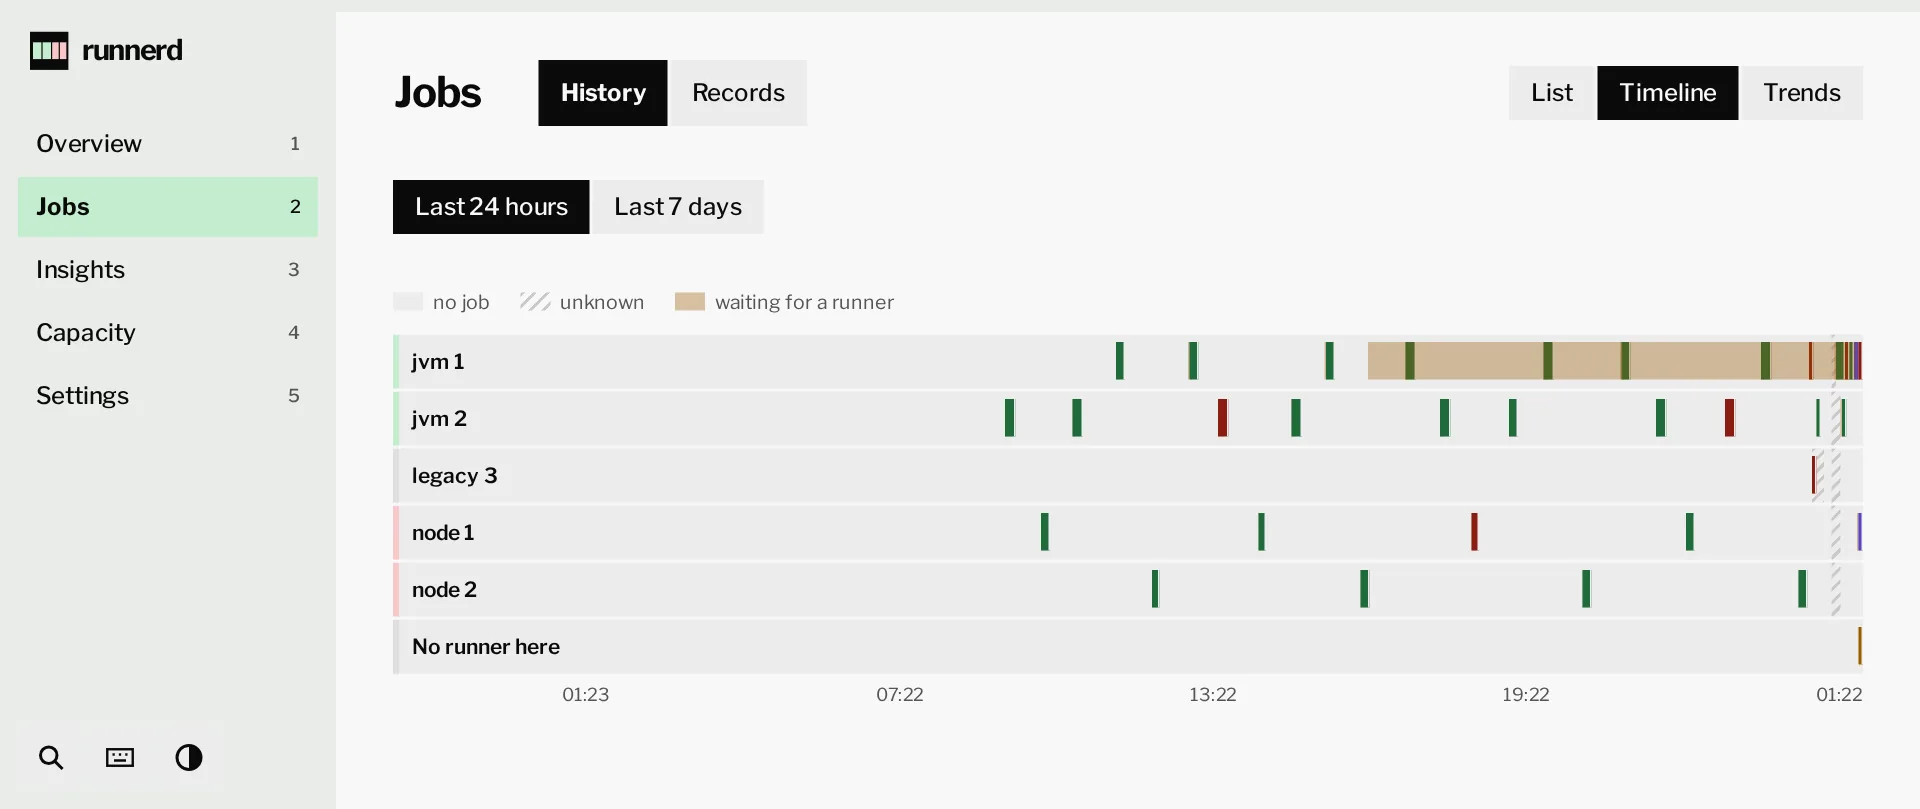 runnerd
Overview 1
Jobs 2
Insights 3
Capacity 4
Settings 5
Jobs
History Records
List Timeline Trends
Last 24 hours Last 7 days
no job unknown waiting for a runner
jvm 1
jvm 2
legacy 3
node 1
node 2
No runner here
01:23 07:22 13:22 19:22 01:22